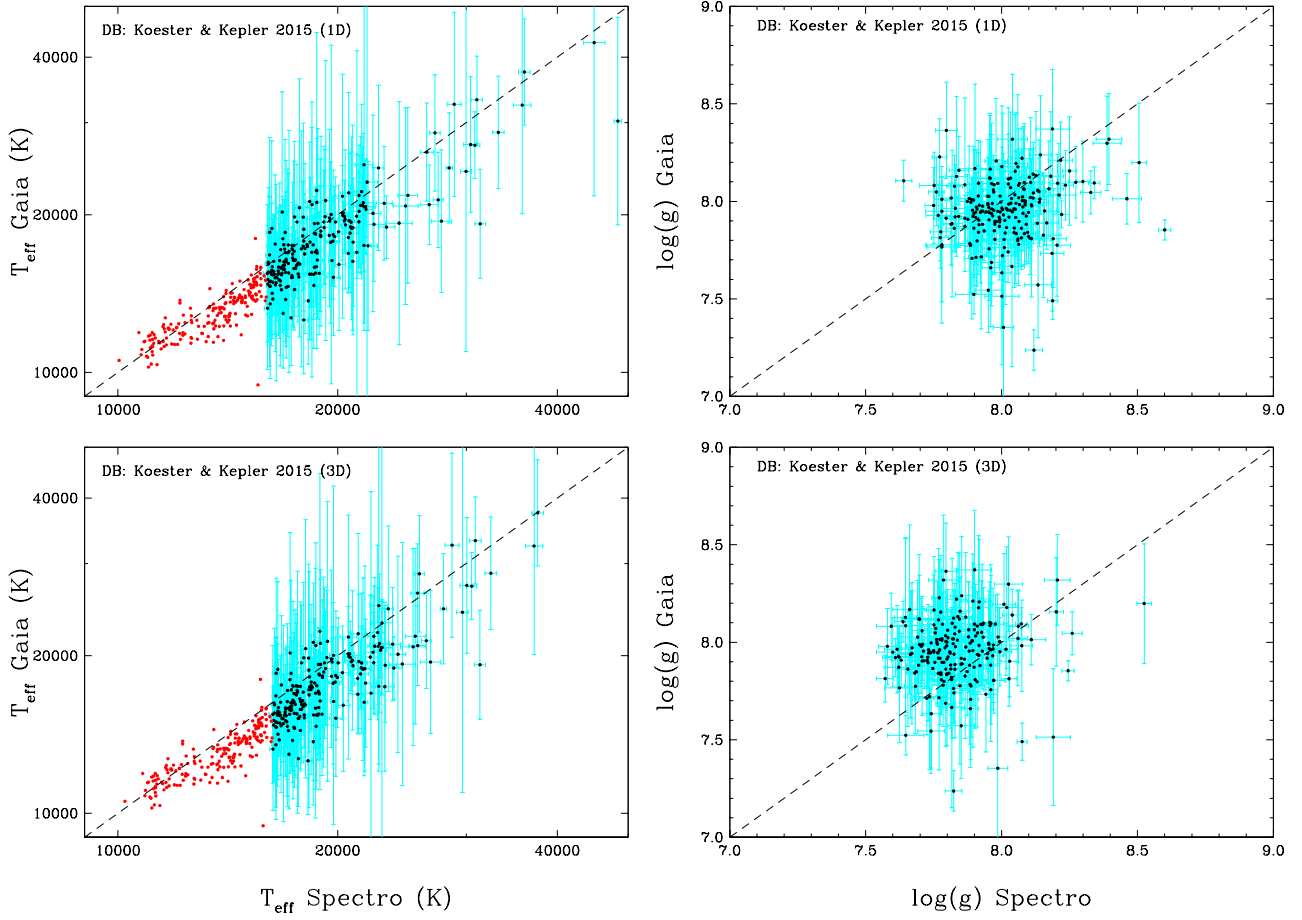 DB: Koester & Kepler 2015 (1D)
40000
20000
10000
T_eff Gaia (K)
10000 20000 40000
DB: Koester & Kepler 2015 (1D)
9.0
8.5
8.0
7.5
7.0
log(g) Gaia
7.0 7.5 8.0 8.5 9.0
DB: Koester & Kepler 2015 (3D)
40000
20000
10000
T_eff Gaia (K)
10000 20000 40000
T_eff Spectro (K)
DB: Koester & Kepler 2015 (3D)
9.0
8.5
8.0
7.5
7.0
log(g) Gaia
7.0 7.5 8.0 8.5 9.0
log(g) Spectro